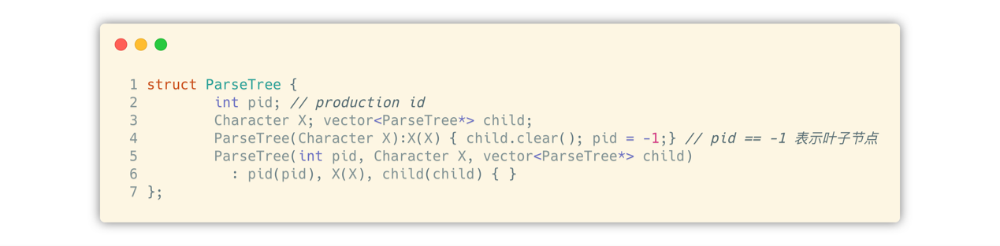 1 struct ParseTree {
2 int pid; // production id
3 Character X; vector<ParseTree*> child;
4 ParseTree(Character X):X(X) { child.clear(); pid = -1;} // pid == -1 表示叶子节点
5 ParseTree(int pid, Character X, vector<ParseTree*> child)
6 : pid(pid), X(X), child(child) { }
7 };